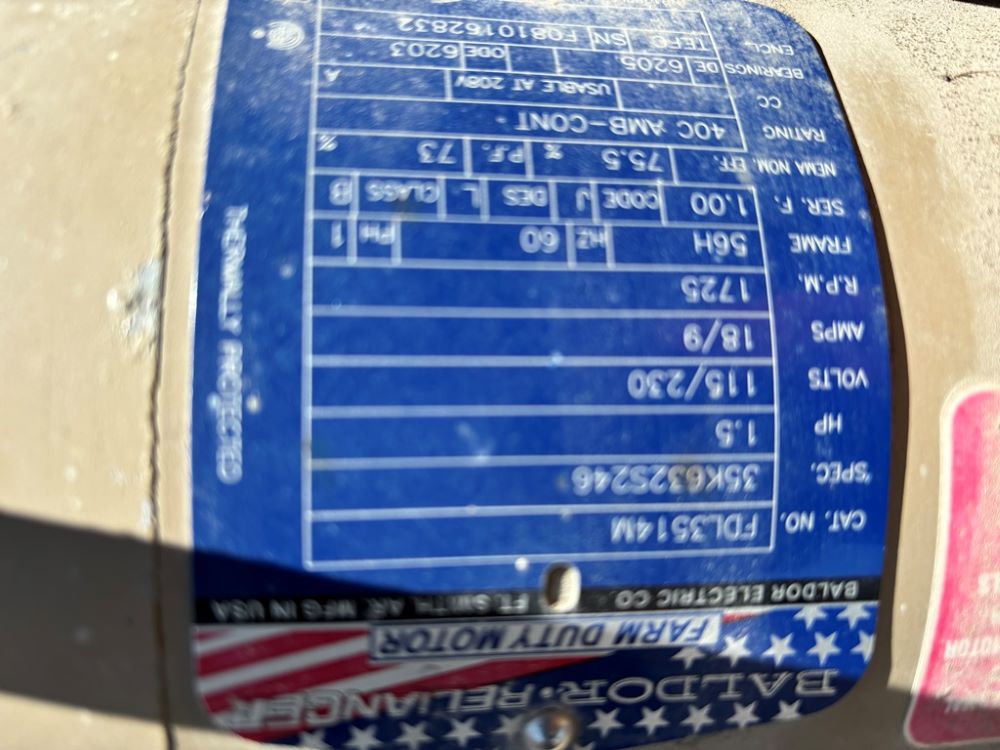 BALDOR • RELIANCER
FARM DUTY MOTOR
BALDOR ELECTRIC CO. FT. SMITH, AR. MFG IN USA
CAT. NO. FDL3514M
SPEC. 35K632S246
HP 1.5
VOLTS 115/230
AMPS 18/9
R.P.M. 1725
FRAME 56H HZ 60 PH 1
SER. F. 1.00 CODE J DES L CLASS B
NEMA NOM. EFF. 75.5 % P.F. 73 %
RATING 40C AMB-CONT
CC USABLE AT 208V A
BEARINGS DE 6205 ODE 6203
ENCL. TEFC SN F0810162832
THERMALLY PROTECTED
MOTOR